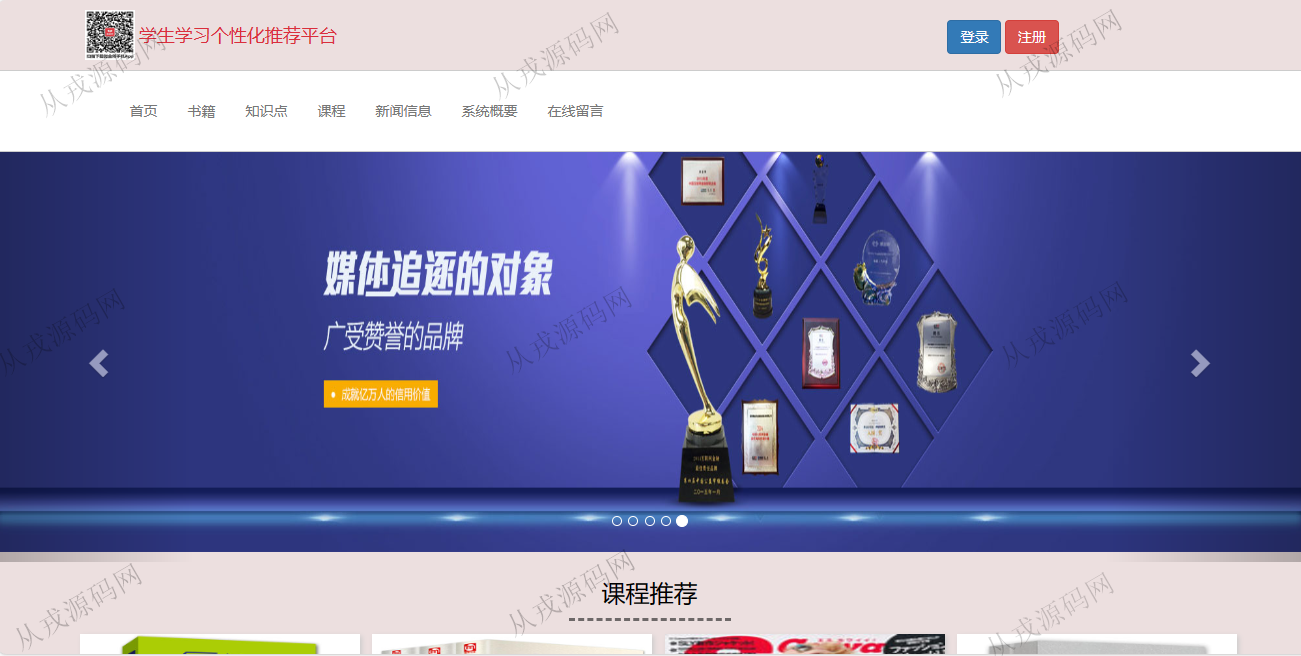 学生学习个性化推荐平台
登录
注册
首页
书籍
知识点
课程
新闻信息
系统概要
在线留言
媒体追逐的对象
广受赞誉的品牌
• 成就亿万人的信用价值
课程推荐
从戎源码网
从戎源码网
从戎源码网
从戎源码网
从戎源码网
从戎源码网
从戎源码网
从戎源码网
从戎源码网